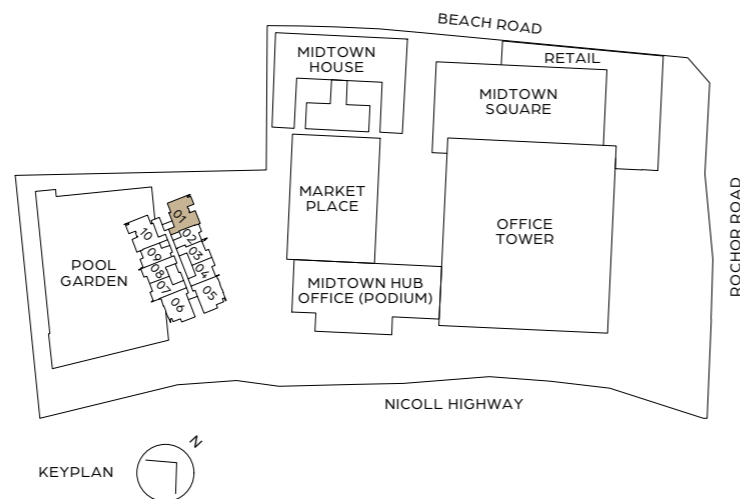 BEACH ROAD
MIDTOWN
HOUSE
RETAIL
MIDTOWN
SQUARE
MARKET
PLACE
OFFICE
TOWER
ROCHOR ROAD
POOL
GARDEN
01
02
03
04
05
10
09
08
07
06
MIDTOWN HUB
OFFICE (PODIUM)
NICOLL HIGHWAY
N
KEYPLAN